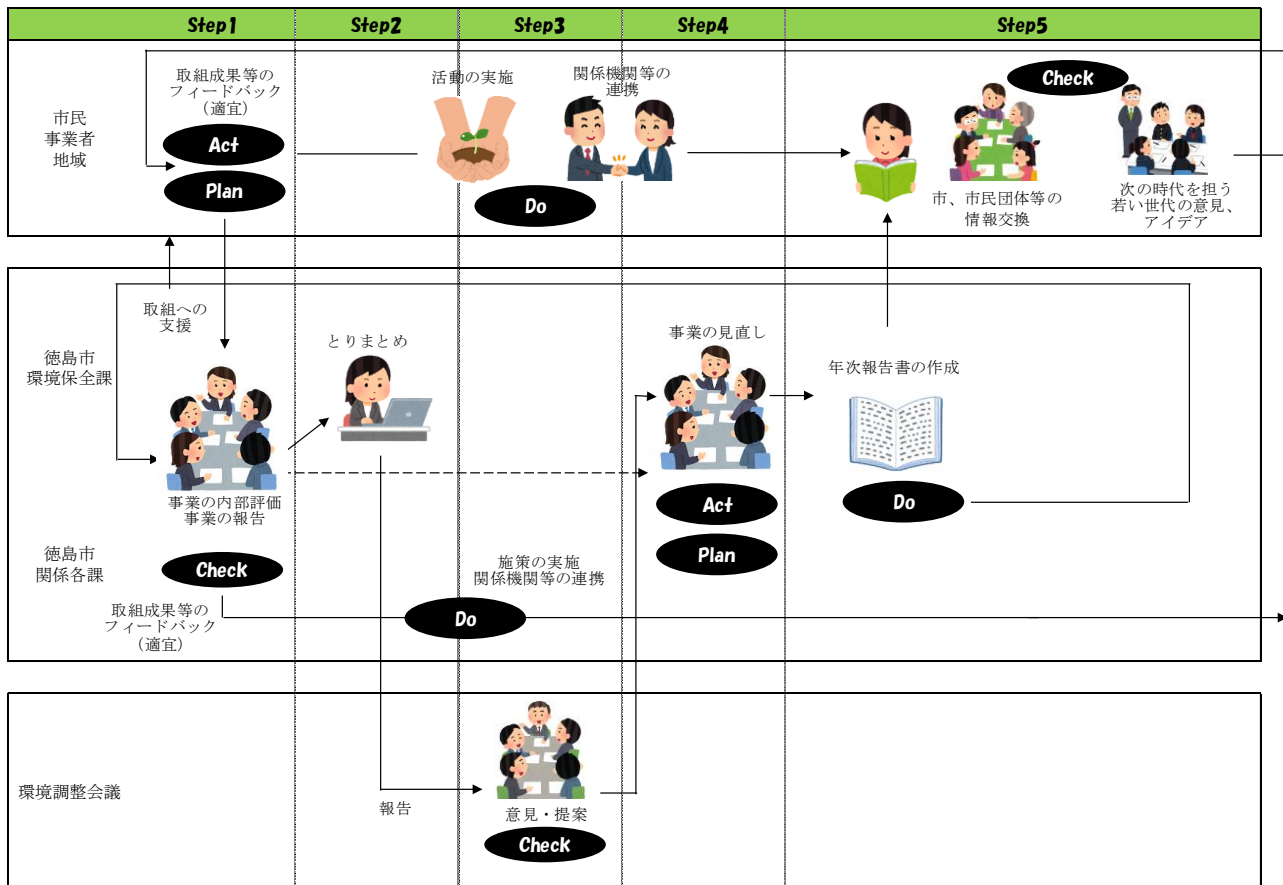 Step1
Step2
Step3
Step4
Step5
市民
事業者
地域
取組成果等の
フィードバック
（適宜）
Act
Plan
活動の実施
関係機関等の
連携
Do
Check
市、市民団体等の
情報交換
次の時代を担う
若い世代の意見、
アイデア
徳島市
環境保全課
取組への
支援
事業の内部評価
事業の報告
とりまとめ
事業の見直し
Act
Plan
年次報告書の作成
Do
徳島市
関係各課
Check
取組成果等の
フィードバック
（適宜）
施策の実施
関係機関等の連携
Do
環境調整会議
報告
意見・提案
Check